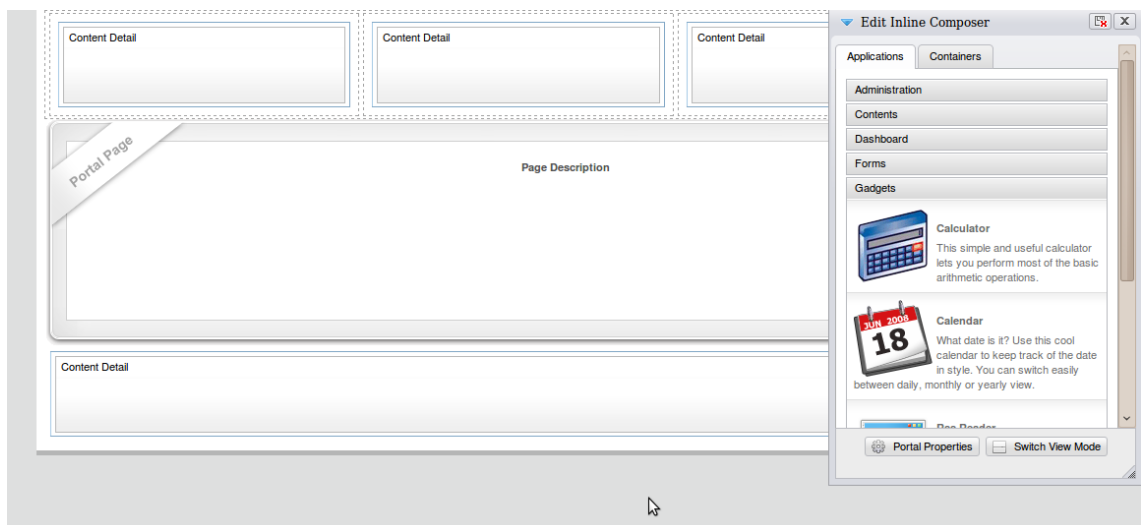 Content Detail
Content Detail
Content Detail
Portal Page
Page Description
Content Detail
Edit Inline Composer
Applications
Containers
Administration
Contents
Dashboard
Forms
Gadgets
Calculator
This simple and useful calculator
lets you perform most of the basic
arithmetic operations.
JUN 2008
18
Calendar
What date is it? Use this cool
calendar to keep track of the date
in style. You can switch easily
between daily, monthly or yearly view.
Rss Reader
Portal Properties
Switch View Mode